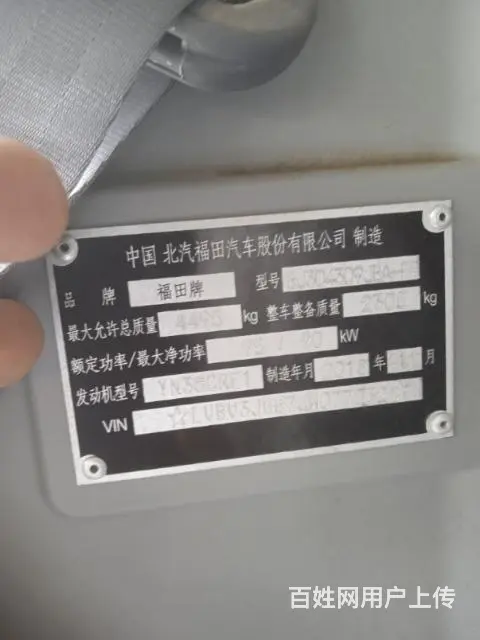 中国 北汽福田汽车股份有限公司 制造
品 牌 福田牌 型号
最大允许总质量 4495 kg 整车整备质量 kg
额定功率/最大净功率 kW
发动机型号 制造年月 2018 年 11 月
VIN
百姓网用户上传